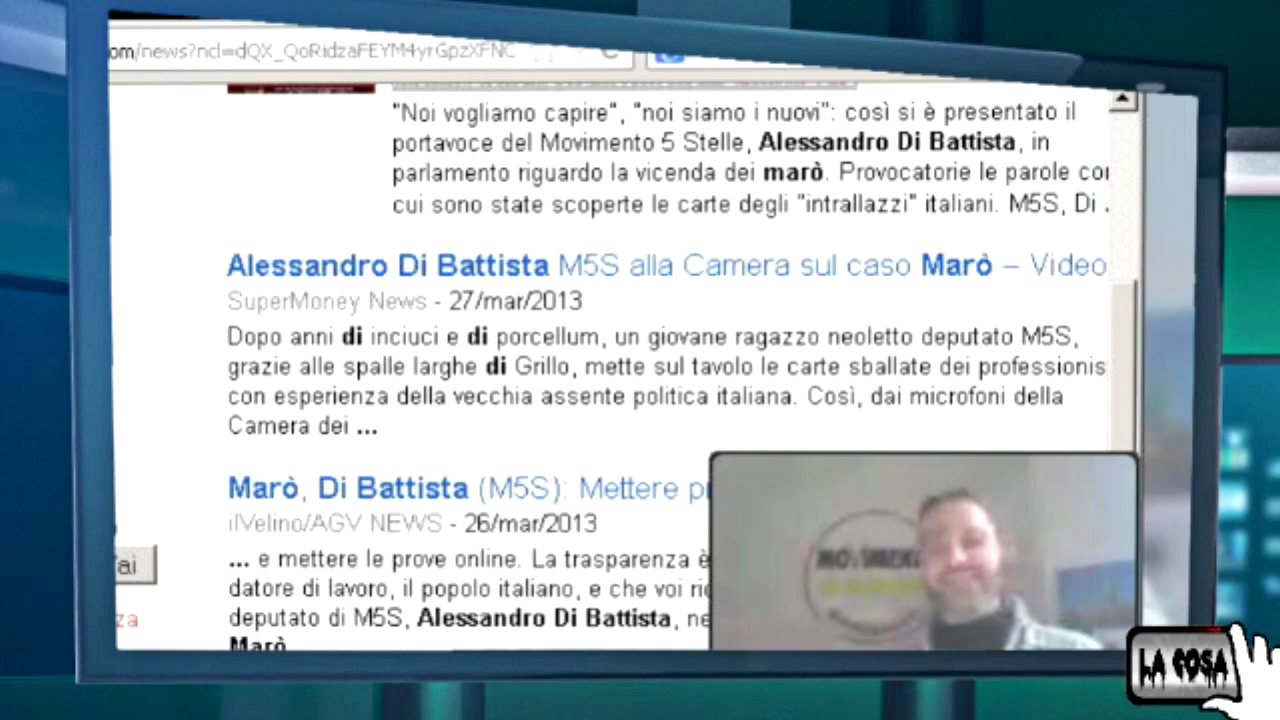 om/news?ncl=dQX_QoRidzaFEYM4yrGpzXFNC
"Noi vogliamo capire", "noi siamo i nuovi": così si è presentato il
portavoce del Movimento 5 Stelle, Alessandro Di Battista, in
parlamento riguardo la vicenda dei marò. Provocatorie le parole con
cui sono state scoperte le carte degli "intrallazzi" italiani. M5S, Di .
Alessandro Di Battista M5S alla Camera sul caso Marò – Video
SuperMoney News - 27/mar/2013
Dopo anni di inciuci e di porcellum, un giovane ragazzo neoletto deputato M5S,
grazie alle spalle larghe di Grillo, mette sul tavolo le carte sballate dei professionis
con esperienza della vecchia assente politica italiana. Così, dai microfoni della
Camera dei ...
Marò, Di Battista (M5S): Mettere pr
ilVelino/AGV NEWS - 26/mar/2013
... e mettere le prove online. La trasparenza è
datore di lavoro, il popolo italiano, e che voi ric
deputato di M5S, Alessandro Di Battista, ne
Marò
ai
za
MOVIMEN
LA COSA